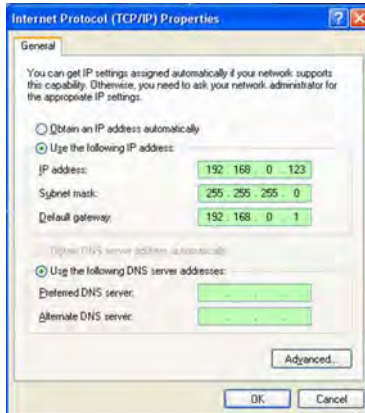 Internet Protocol (TCP/IP) Properties
General
You can get IP settings assigned automatically if your network supports
this capability. Otherwise, you need to ask your network administrator for
the appropriate IP settings.
Obtain an IP address automatically
Use the following IP address:
IP address: 192 . 168 . 0 . 123
Subnet mask: 255 . 255 . 255 . 0
Default gateway: 192 . 168 . 0 . 1
Obtain DNS server address automatically
Use the following DNS server addresses:
Preferred DNS server: . . .
Alternate DNS server: . . .
Advanced...
OK Cancel